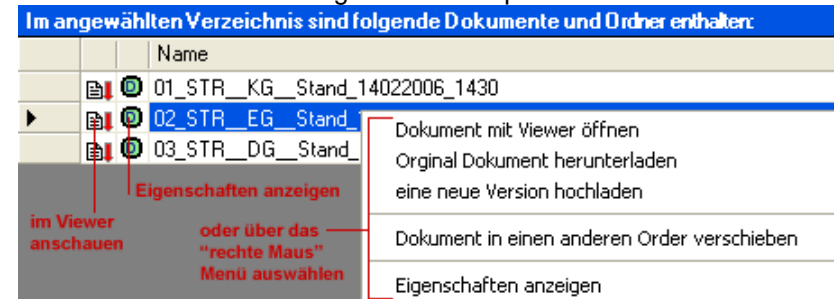 Im angewählten Verzeichnis sind folgende Dokumente und Ordner enthalten:
Name
01_STR__KG__Stand_14022006_1430
02_STR__EG__Stand_
03_STR__DG__Stand_
Dokument mit Viewer öffnen
Orginal Dokument herunterladen
eine neue Version hochladen
Dokument in einen anderen Order verschieben
Eigenschaften anzeigen
Eigenschaften anzeigen
im Viewer
anschauen
oder über das
"rechte Maus"
Menü auswählen